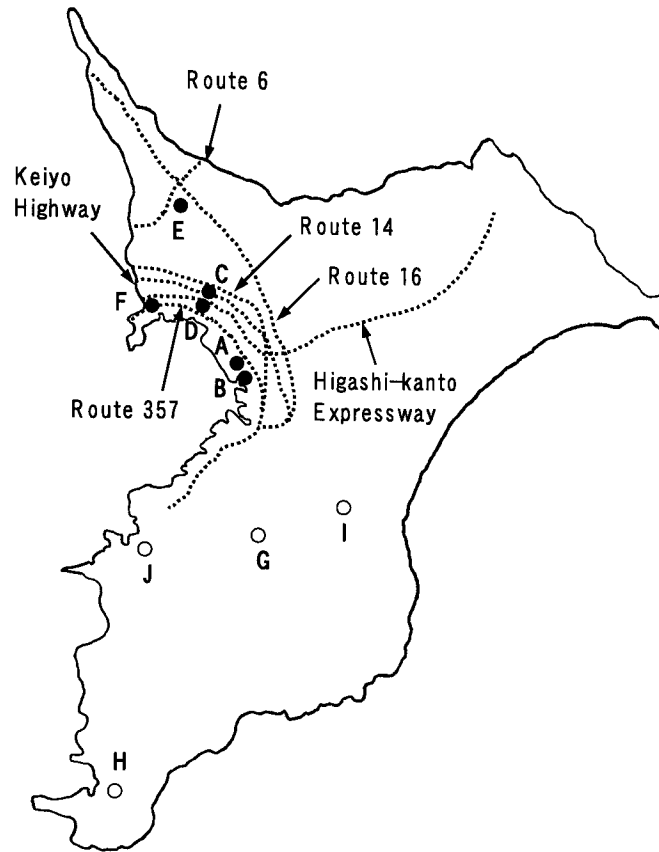 Route 6
Keiyo
Highway
E
Route 14
C
Route 16
F
D
A
B
Higashi-kanto
Expressway
Route 357
I
G
J
H